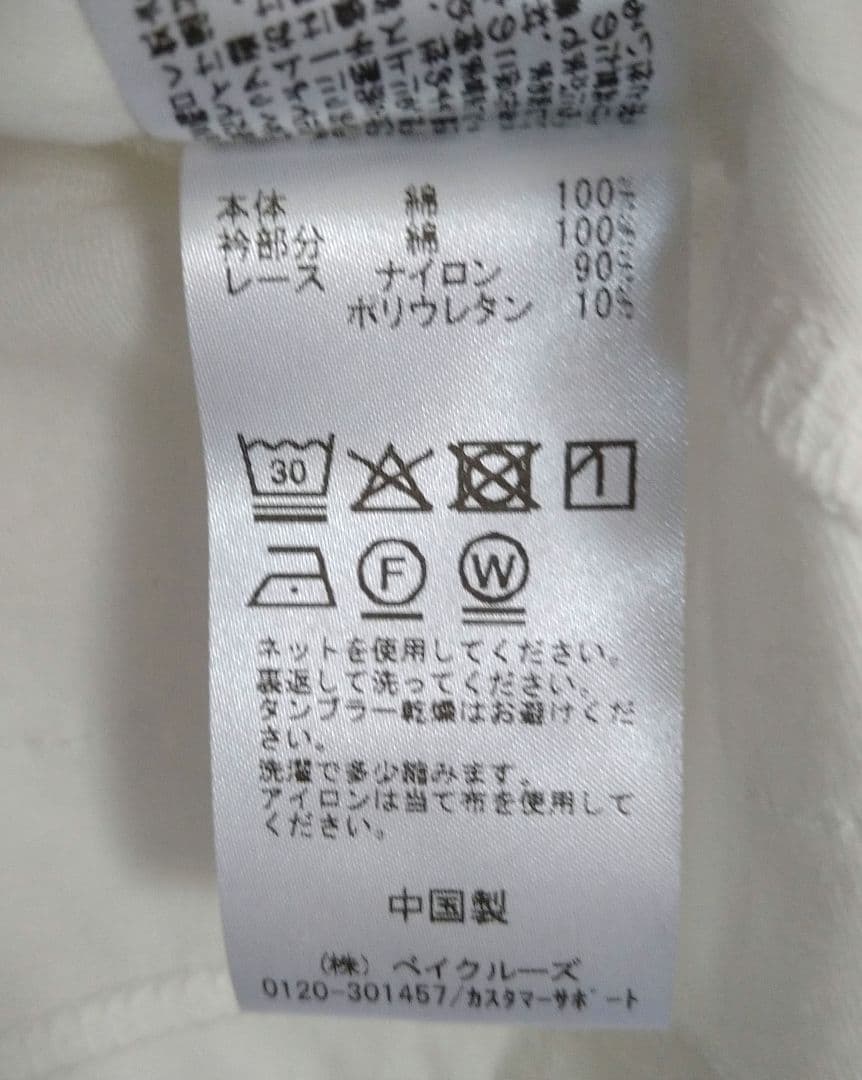 本体 綿 100%
衿部分 綿 100%
レース ナイロン 90%
ポリウレタン 10%
30
F W
ネットを使用してください。
裏返して洗ってください。
タンブラー乾燥はお避けくだ
さい。
洗濯で多少縮みます。
アイロンは当て布を使用して
ください。
中国製
(株) ベイクルーズ
0120-301457/カスタマーサポート